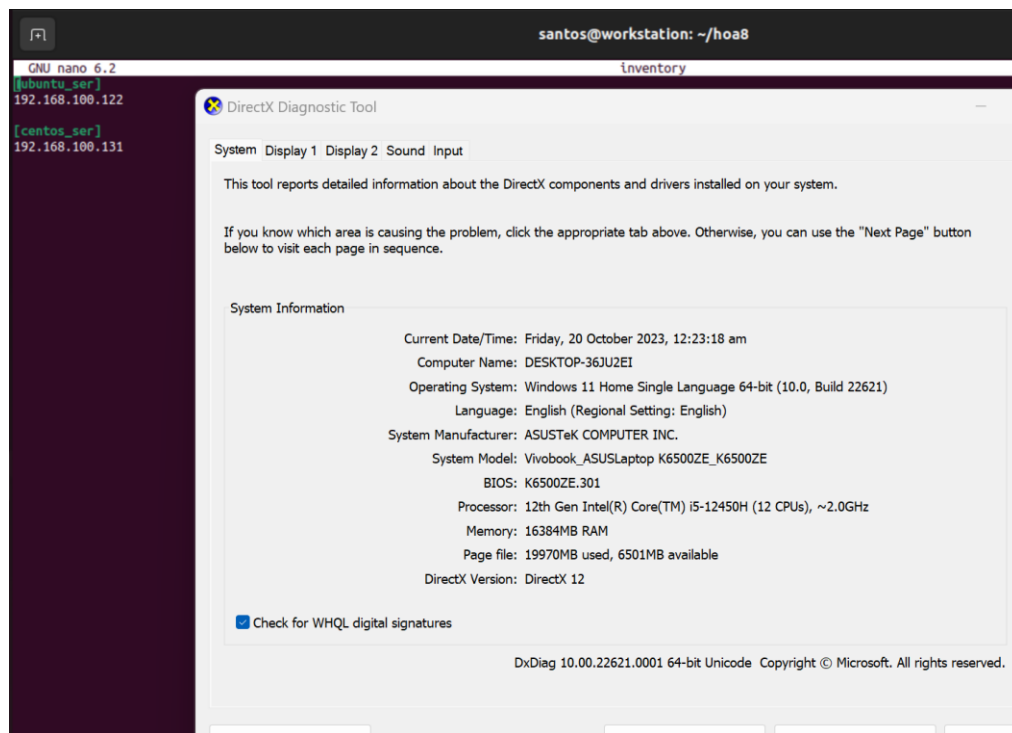 santos@workstation: ~/hoa8
GNU nano 6.2 inventory
[ubuntu_ser]
192.168.100.122
[centos_ser]
192.168.100.131
DirectX Diagnostic Tool
System Display 1 Display 2 Sound Input
This tool reports detailed information about the DirectX components and drivers installed on your system.
If you know which area is causing the problem, click the appropriate tab above. Otherwise, you can use the "Next Page" button
below to visit each page in sequence.
System Information
Current Date/Time: Friday, 20 October 2023, 12:23:18 am
Computer Name: DESKTOP-36JU2EI
Operating System: Windows 11 Home Single Language 64-bit (10.0, Build 22621)
Language: English (Regional Setting: English)
System Manufacturer: ASUSTeK COMPUTER INC.
System Model: Vivobook_ASUSLaptop K6500ZE_K6500ZE
BIOS: K6500ZE.301
Processor: 12th Gen Intel(R) Core(TM) i5-12450H (12 CPUs), ~2.0GHz
Memory: 16384MB RAM
Page file: 19970MB used, 6501MB available
DirectX Version: DirectX 12
Check for WHQL digital signatures
DxDiag 10.00.22621.0001 64-bit Unicode Copyright © Microsoft. All rights reserved.